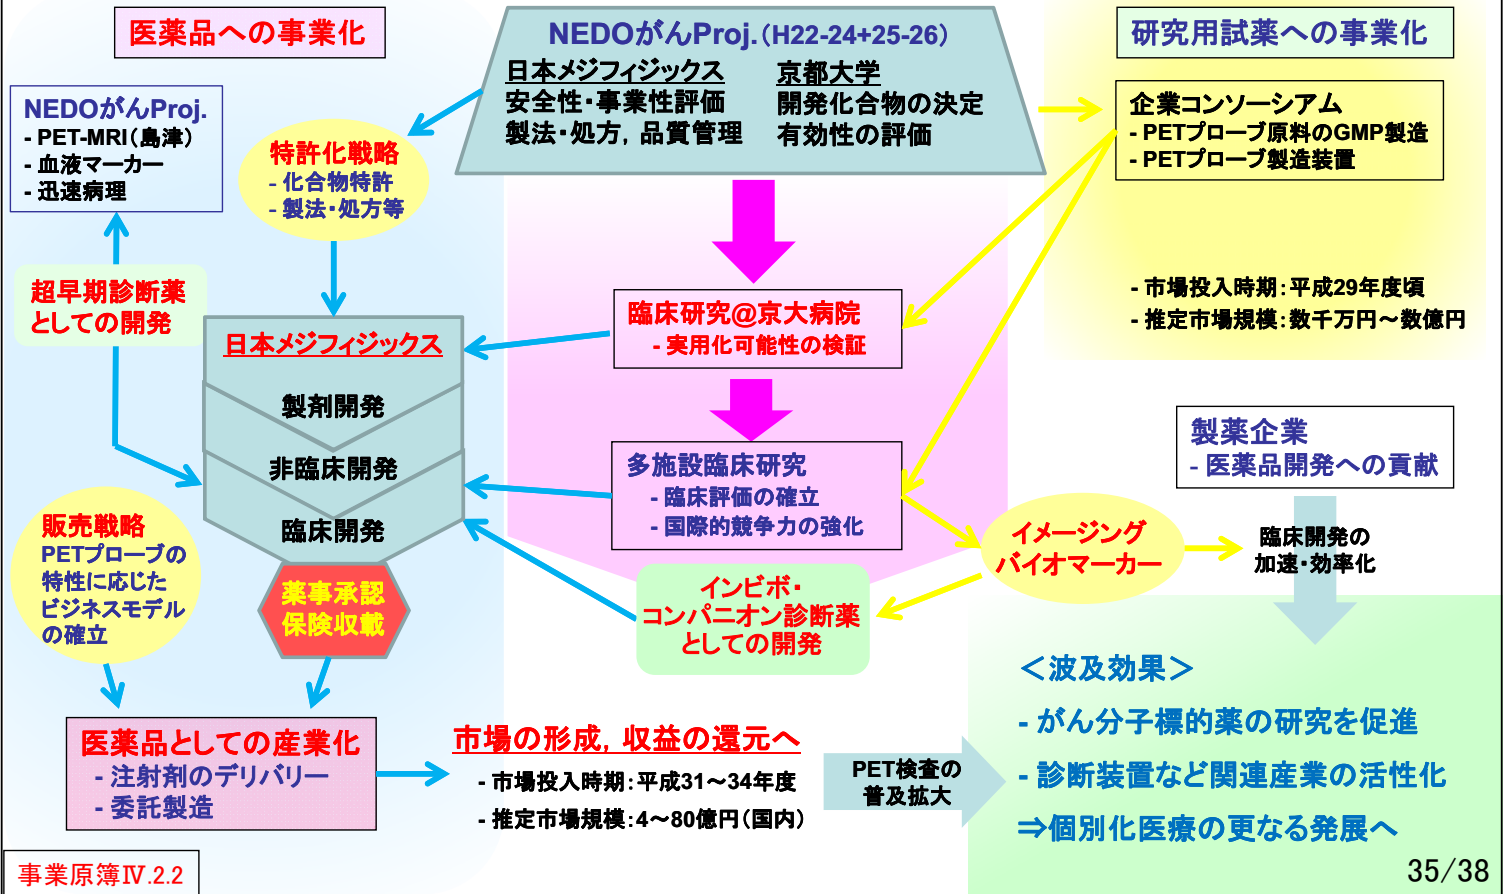 医薬品への事業化
NEDOがんProj.(H22-24+25-26)
日本メジフィジックス
安全性・事業性評価
製法・処方, 品質管理
京都大学
開発化合物の決定
有効性の評価
研究用試薬への事業化
企業コンソーシアム
- PETプローブ原料のGMP製造
- PETプローブ製造装置
- 市場投入時期:平成29年度頃
- 推定市場規模:数千万円～数億円
NEDOがんProj.
- PET-MRI(島津)
- 血液マーカー
- 迅速病理
特許化戦略
- 化合物特許
- 製法・処方等
超早期診断薬
としての開発
日本メジフィジックス
製剤開発
非臨床開発
臨床開発
薬事承認
保険収載
臨床研究@京大病院
- 実用化可能性の検証
多施設臨床研究
- 臨床評価の確立
- 国際的競争力の強化
インビボ・
コンパニオン診断薬
としての開発
イメージング
バイオマーカー
製薬企業
- 医薬品開発への貢献
臨床開発の
加速・効率化
販売戦略
PETプローブの
特性に応じた
ビジネスモデル
の確立
医薬品としての産業化
- 注射剤のデリバリー
- 委託製造
市場の形成, 収益の還元へ
- 市場投入時期:平成31～34年度
- 推定市場規模:4～80億円(国内)
PET検査の
普及拡大
＜波及効果＞
- がん分子標的薬の研究を促進
- 診断装置など関連産業の活性化
⇒個別化医療の更なる発展へ
事業原簿Ⅳ.2.2
35/38